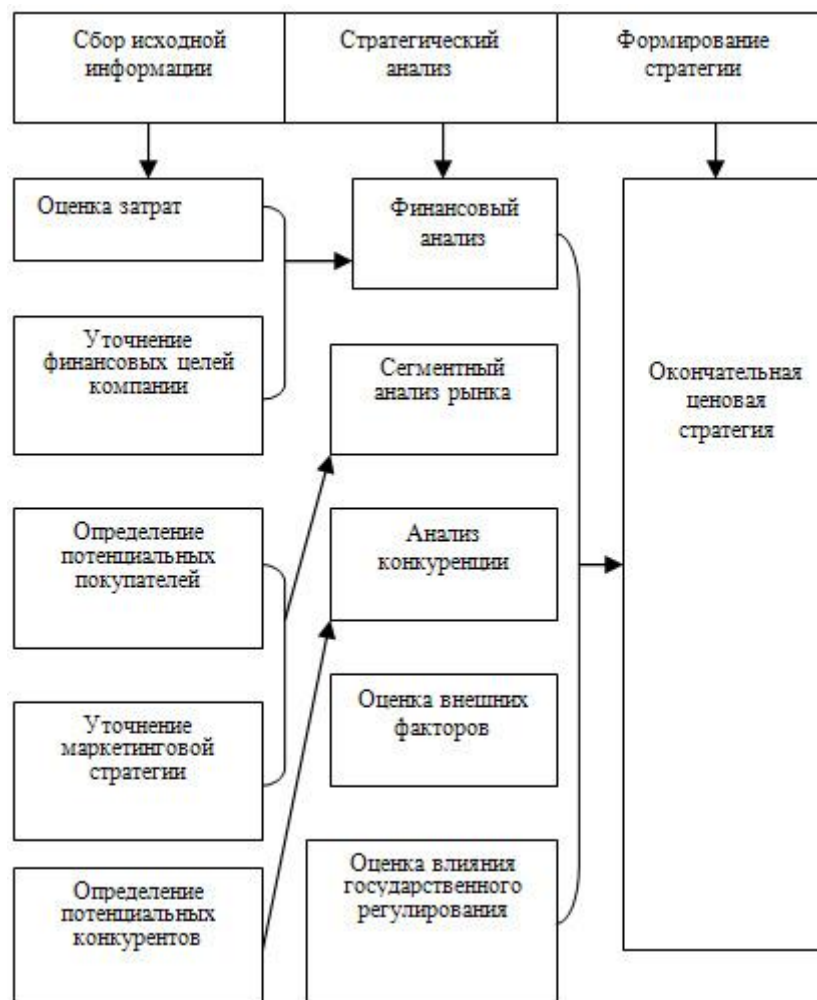 Сбор исходной
информации
Стратегический
анализ
Формирование
стратегии
Оценка затрат
Уточнение
финансовых целей
компании
Определение
потенциальных
покупателей
Уточнение
маркетинговой
стратегии
Определение
потенциальных
конкурентов
Финансовый
анализ
Сегментный
анализ рынка
Анализ
конкуренции
Оценка внешних
факторов
Оценка влияния
государственного
регулирования
Окончательная
ценовая
стратегия